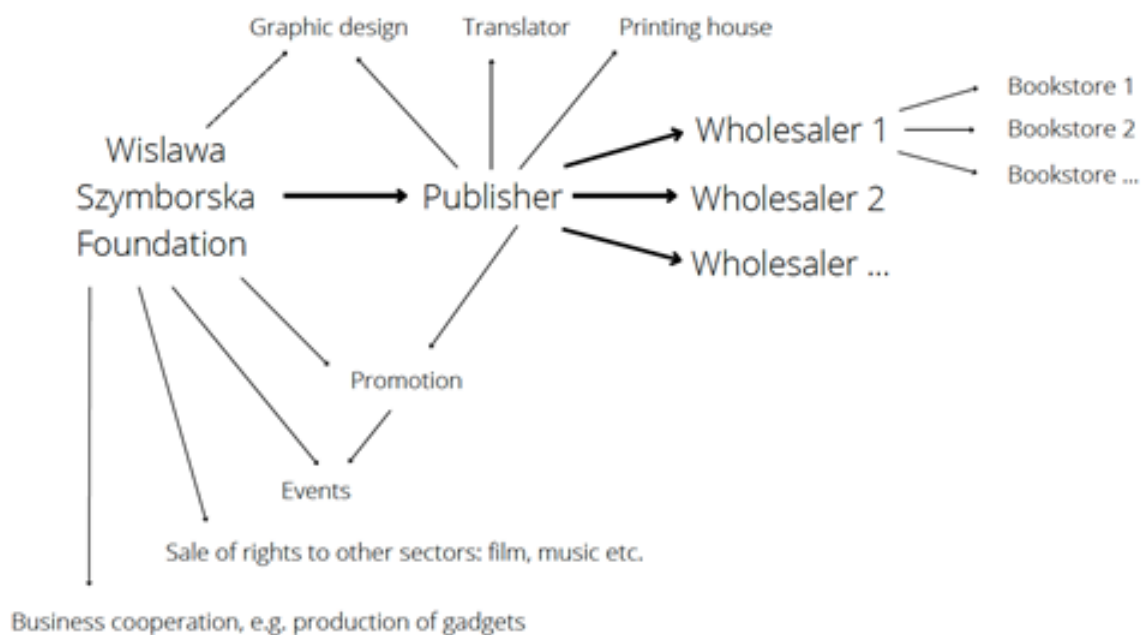 Graphic design
Translator
Printing house
Bookstore 1
Wholesaler 1
Bookstore 2
Wislawa
Szymborska
Foundation
Publisher
Bookstore ...
Wholesaler 2
Wholesaler ...
Promotion
Events
Sale of rights to other sectors: film, music etc.
Business cooperation, e.g. production of gadgets